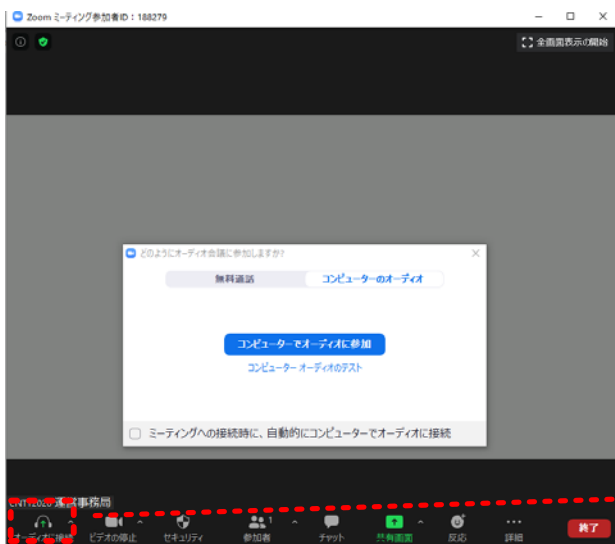 Zoom ミーティング参加者ID：188279
全画面表示の開始
どのようにオーディオ会議に参加しますか?
無料通話
コンピューターのオーディオ
コンピューターでオーディオに参加
コンピューター オーディオのテスト
ミーティングへの接続時に、自動的にコンピューターでオーディオに接続
運営事務局
1
オーディオに接続
ビデオの停止
セキュリティ
参加者
チャット
共有画面
反応
詳細
終了